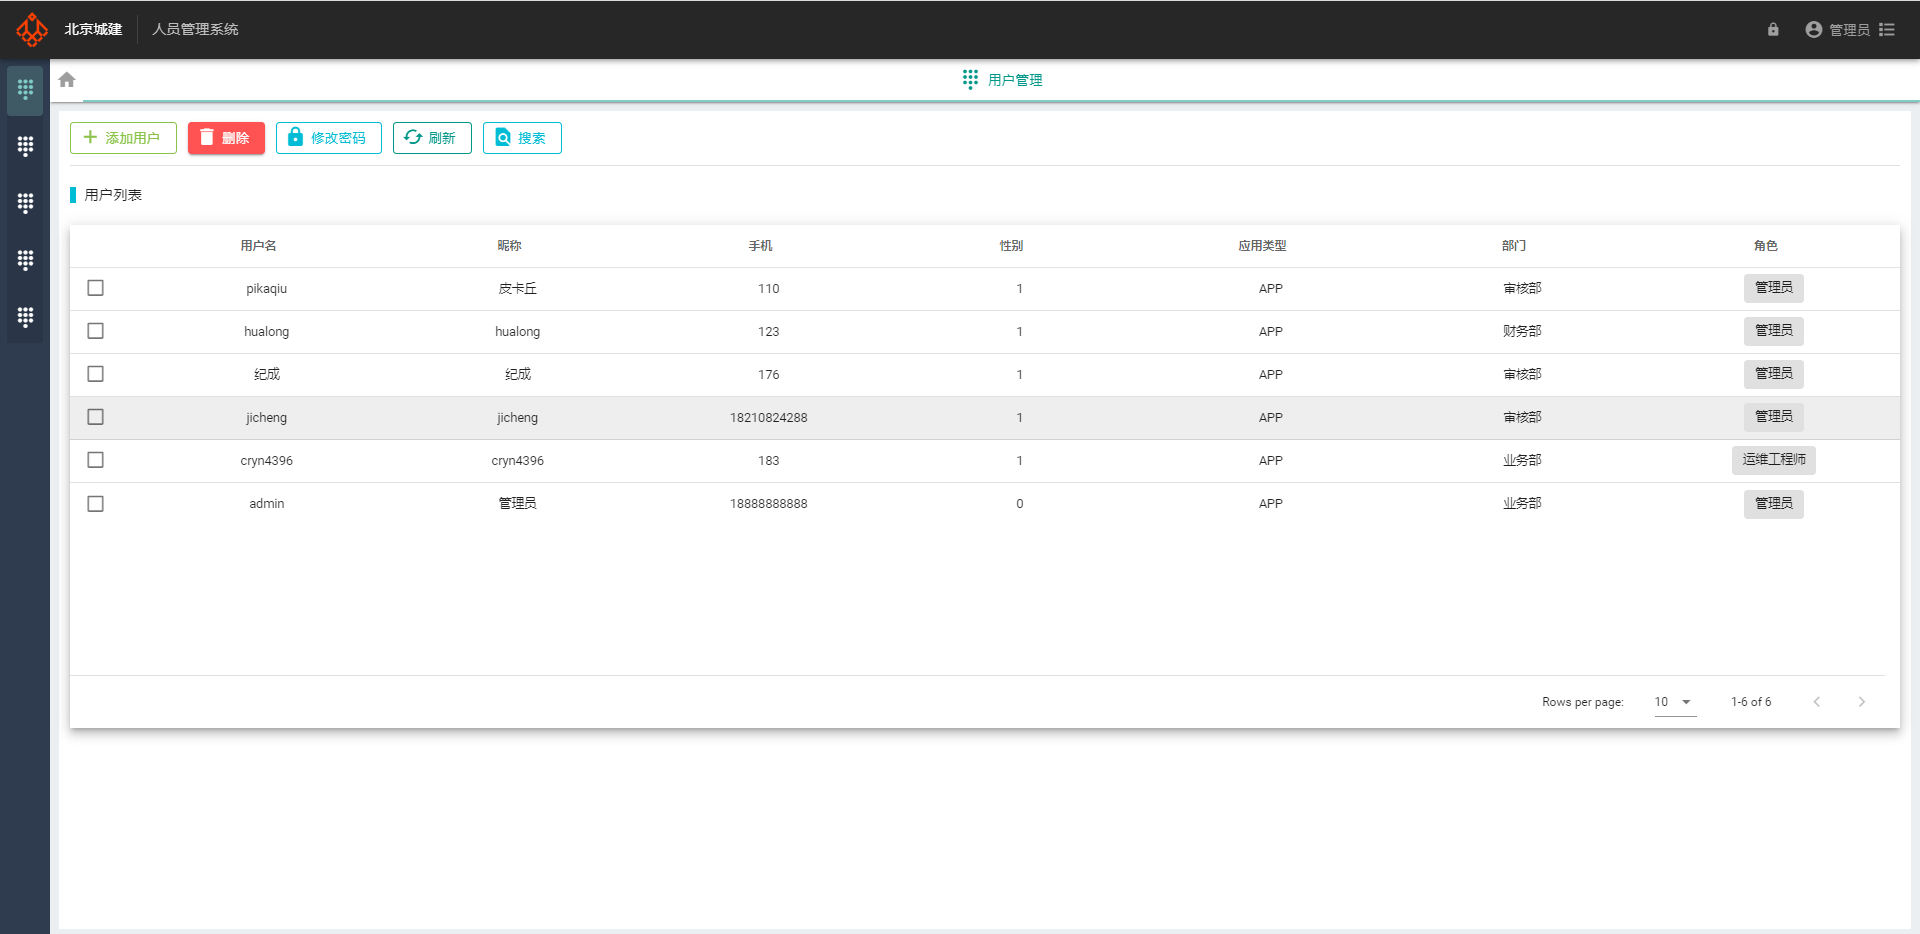 北京城建 人员管理系统 管理员
用户管理
添加用户 删除 修改密码 刷新 搜索
用户列表
用户名 昵称 手机 性别 应用类型 部门 角色
pikaqiu 皮卡丘 110 1 APP 审核部 管理员
hualong hualong 123 1 APP 财务部 管理员
纪成 纪成 176 1 APP 审核部 管理员
jicheng jicheng 18210824288 1 APP 审核部 管理员
cryn4396 cryn4396 183 1 APP 业务部 运维工程师
admin 管理员 18888888888 0 APP 业务部 管理员
Rows per page: 10 1-6 of 6